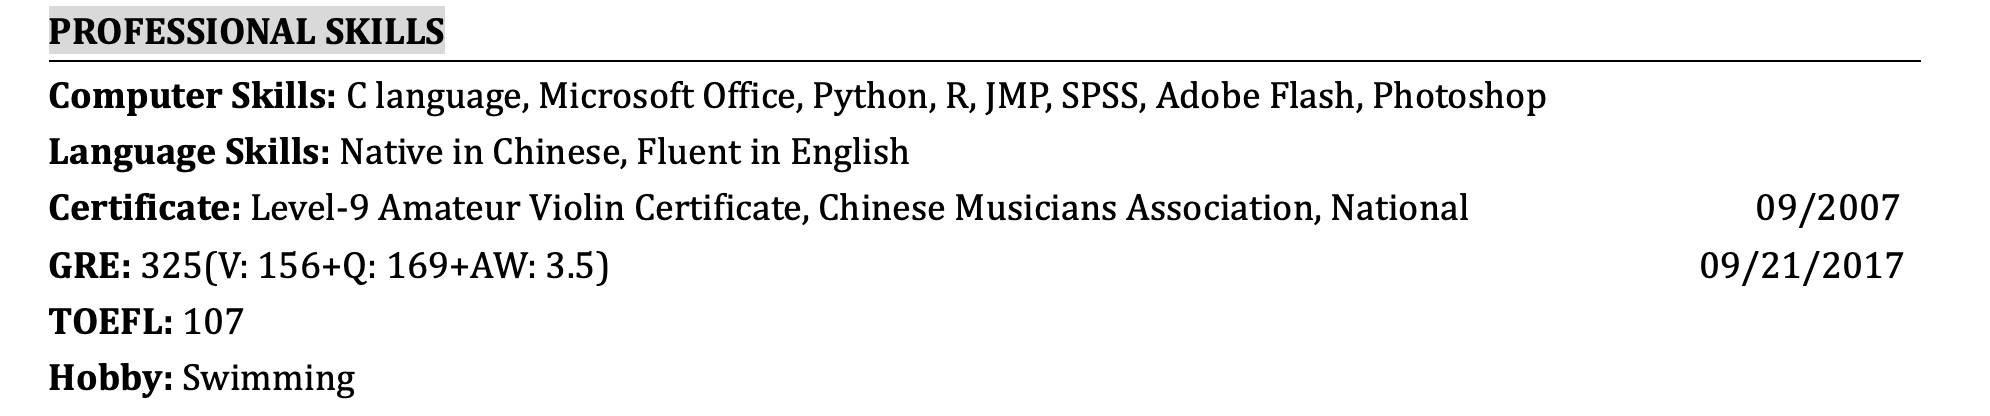 PROFESSIONAL SKILLS
Computer Skills: C language, Microsoft Office, Python, R, JMP, SPSS, Adobe Flash, Photoshop
Language Skills: Native in Chinese, Fluent in English
Certificate: Level-9 Amateur Violin Certificate, Chinese Musicians Association, National 09/2007
GRE: 325(V: 156+Q: 169+AW: 3.5) 09/21/2017
TOEFL: 107
Hobby: Swimming